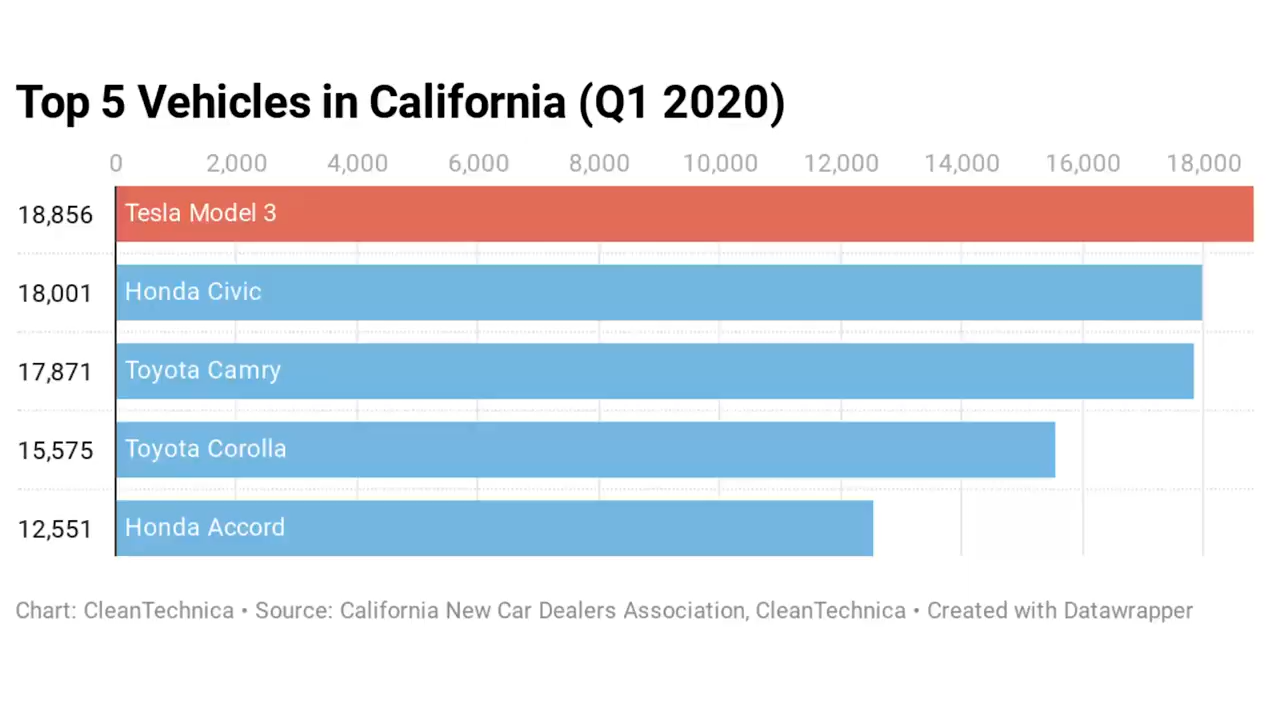 Top 5 Vehicles in California (Q1 2020)
0 2,000 4,000 6,000 8,000 10,000 12,000 14,000 16,000 18,000
18,856 Tesla Model 3
18,001 Honda Civic
17,871 Toyota Camry
15,575 Toyota Corolla
12,551 Honda Accord
Chart: CleanTechnica • Source: California New Car Dealers Association, CleanTechnica • Created with Datawrapper